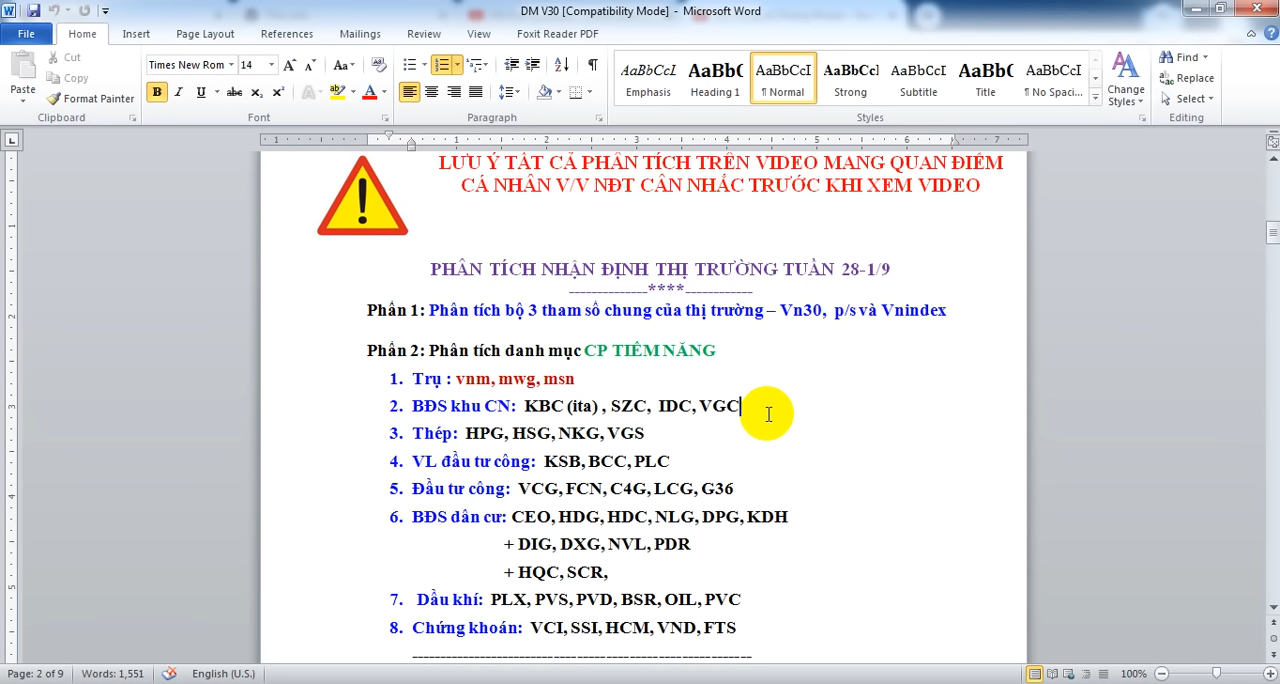 DM V30 [Compatibility Mode] - Microsoft Word
File Home Insert Page Layout References Mailings Review View Foxit Reader PDF
Cut
Copy
Format Painter
Paste
Clipboard
Times New Rom 14
Font
Paragraph
AaBbCcI AaBb( AaBbCcI AaBbCcl AaBbCcI AaBb( AaBbCcI
Emphasis Heading 1 ¶ Normal Strong Subtitle Title ¶ No Spaci...
Styles
Change Styles
Find
Replace
Select
Editing
LƯU Ý TẤT CẢ PHÂN TÍCH TRÊN VIDEO MANG QUAN ĐIỂM
CÁ NHÂN V/V NĐT CÂN NHẮC TRƯỚC KHI XEM VIDEO
PHÂN TÍCH NHẬN ĐỊNH THỊ TRƯỜNG TUẦN 28-1/9
--------------****------------
Phần 1: Phân tích bộ 3 tham số chung của thị trường – Vn30, p/s và Vnindex
Phần 2: Phân tích danh mục CP TIỀM NĂNG
1. Trụ : vnm, mwg, msn
2. BĐS khu CN: KBC (ita) , SZC, IDC, VGC
3. Thép: HPG, HSG, NKG, VGS
4. VL đầu tư công: KSB, BCC, PLC
5. Đầu tư công: VCG, FCN, C4G, LCG, G36
6. BĐS dân cư: CEO, HDG, HDC, NLG, DPG, KDH
+ DIG, DXG, NVL, PDR
+ HQC, SCR,
7. Dầu khí: PLX, PVS, PVD, BSR, OIL, PVC
8. Chứng khoán: VCI, SSI, HCM, VND, FTS
------------------------------------------------------------
Page: 2 of 9 Words: 1,551 English (U.S.) 100%